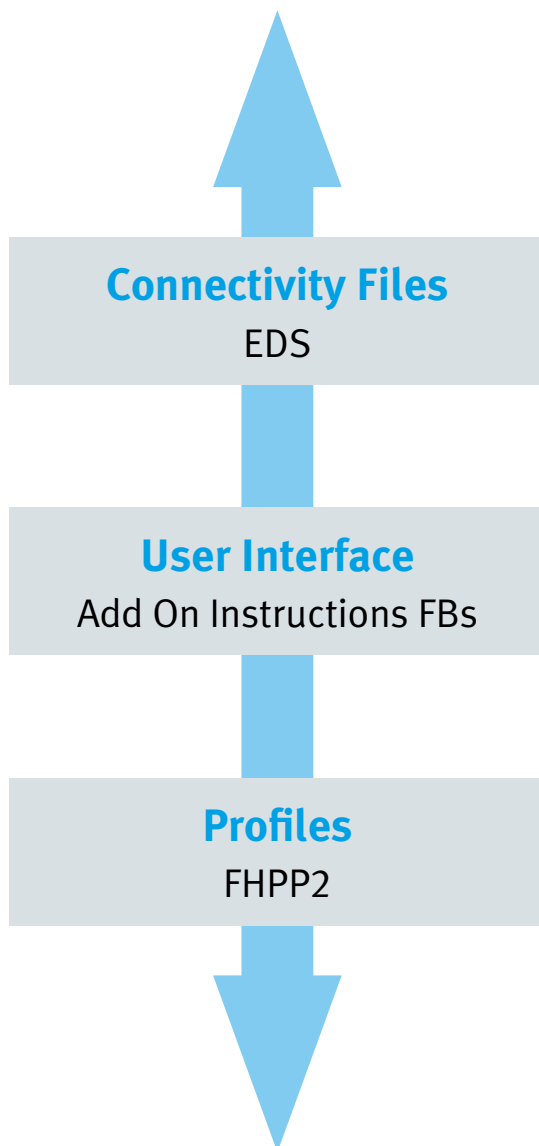 Connectivity Files
EDS
User Interface
Add On Instructions FBs
Profiles
FHPP2